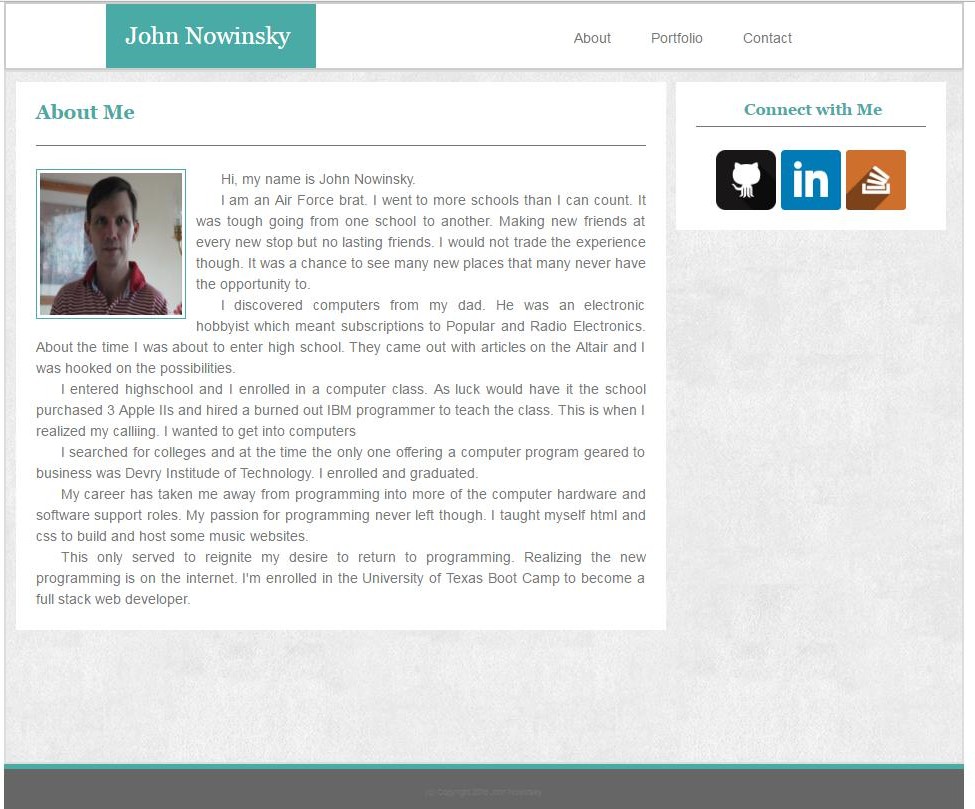 John Nowinsky
About Portfolio Contact
About Me
Hi, my name is John Nowinsky.
I am an Air Force brat. I went to more schools than I can count. It
was tough going from one school to another. Making new friends at
every new stop but no lasting friends. I would not trade the experience
though. It was a chance to see many new places that many never have
the opportunity to.
I discovered computers from my dad. He was an electronic
hobbyist which meant subscriptions to Popular and Radio Electronics.
About the time I was about to enter high school. They came out with articles on the Altair and I
was hooked on the possibilities.
I entered highschool and I enrolled in a computer class. As luck would have it the school
purchased 3 Apple IIs and hired a burned out IBM programmer to teach the class. This is when I
realized my calliing. I wanted to get into computers
I searched for colleges and at the time the only one offering a computer program geared to
business was Devry Institude of Technology. I enrolled and graduated.
My career has taken me away from programming into more of the computer hardware and
software support roles. My passion for programming never left though. I taught myself html and
css to build and host some music websites.
This only served to reignite my desire to return to programming. Realizing the new
programming is on the internet. I'm enrolled in the University of Texas Boot Camp to become a
full stack web developer.
Connect with Me
in
Copyright John Nowinsky